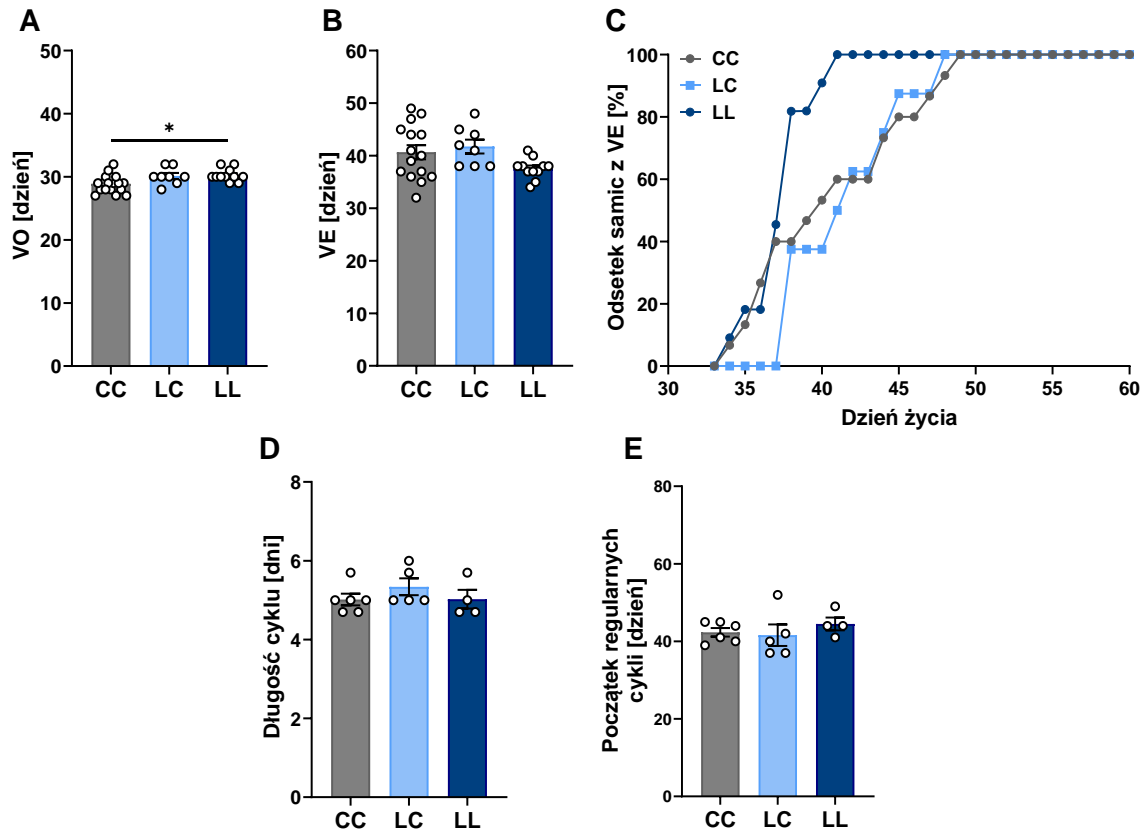 A
VO [dzień]
50
40
30
20
10
0
*
CC LC LL
B
VE [dzień]
60
50
40
30
20
10
0
CC LC LL
C
Odsetek samic z VE [%]
100
80
60
40
20
0
CC
LC
LL
30 35 40 45 50 55 60
Dzień życia
D
Długość cyklu [dni]
8
6
4
2
0
CC LC LL
E
Początek regularnych
cykli [dzień]
80
60
40
20
0
CC LC LL